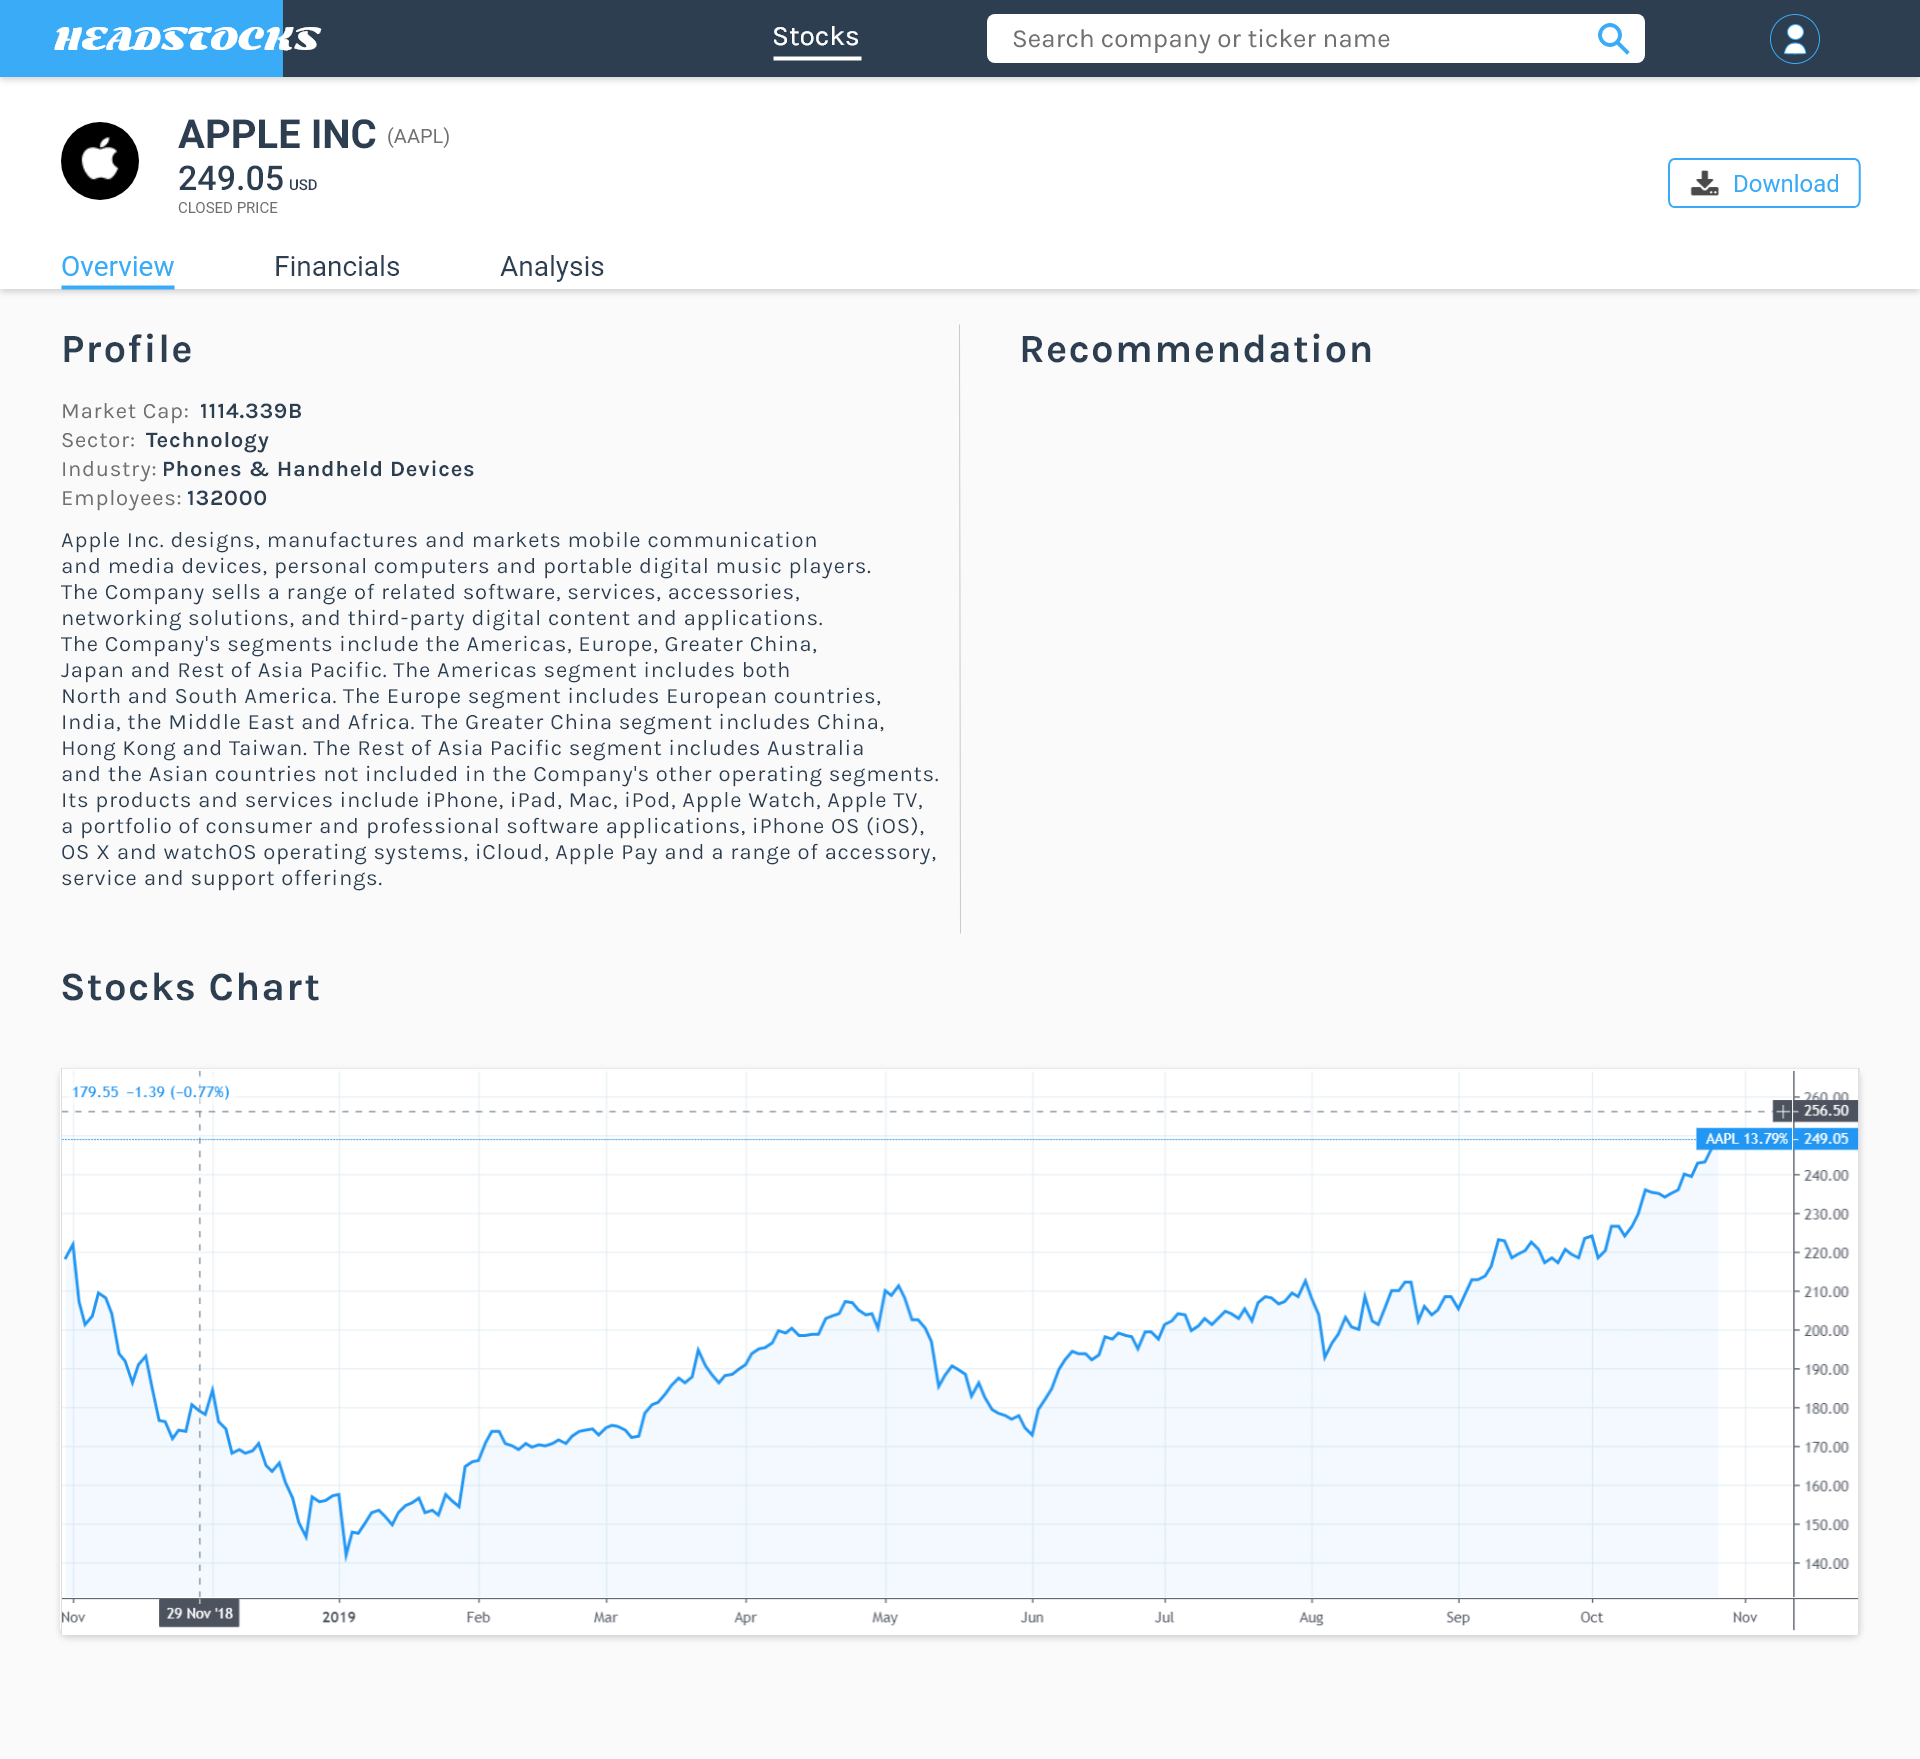 HEADSTOCKS
Stocks
Search company or ticker name
APPLE INC (AAPL)
249.05 USD
CLOSED PRICE
Download
Overview
Financials
Analysis
Profile
Market Cap: 1114.339B
Sector: Technology
Industry: Phones & Handheld Devices
Employees: 132000
Apple Inc. designs, manufactures and markets mobile communication
and media devices, personal computers and portable digital music players.
The Company sells a range of related software, services, accessories,
networking solutions, and third-party digital content and applications.
The Company's segments include the Americas, Europe, Greater China,
Japan and Rest of Asia Pacific. The Americas segment includes both
North and South America. The Europe segment includes European countries,
India, the Middle East and Africa. The Greater China segment includes China,
Hong Kong and Taiwan. The Rest of Asia Pacific segment includes Australia
and the Asian countries not included in the Company's other operating segments.
Its products and services include iPhone, iPad, Mac, iPod, Apple Watch, Apple TV,
a portfolio of consumer and professional software applications, iPhone OS (iOS),
OS X and watchOS operating systems, iCloud, Apple Pay and a range of accessory,
service and support offerings.
Recommendation
Stocks Chart
179.55 −1.39 (−0.77%)
260.00
256.50
AAPL 13.79% 249.05
240.00
230.00
220.00
210.00
200.00
190.00
180.00
170.00
160.00
150.00
140.00
Nov 29 Nov '18 2019 Feb Mar Apr May Jun Jul Aug Sep Oct Nov